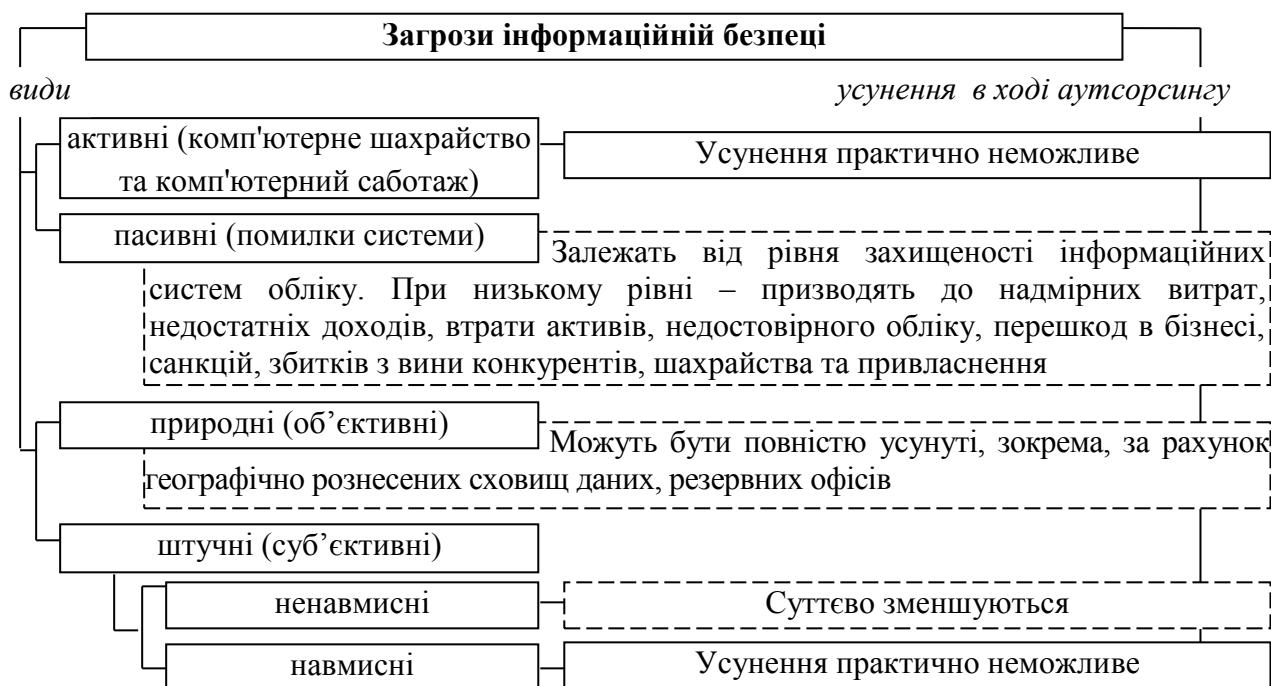 Загрози інформаційній безпеці
види
усунення в ході аутсорсингу
активні (комп'ютерне шахрайство
та комп'ютерний саботаж)
Усунення практично неможливе
пасивні (помилки системи)
Залежать від рівня захищеності інформаційних
систем обліку. При низькому рівні – призводять до надмірних витрат,
недостатніх доходів, втрати активів, недостовірного обліку, перешкод в бізнесі,
санкцій, збитків з вини конкурентів, шахрайства та привласнення
природні (об’єктивні)
Можуть бути повністю усунуті, зокрема, за рахунок
географічно рознесених сховищ даних, резервних офісів
штучні (суб’єктивні)
ненавмисні
Суттєво зменшуються
навмисні
Усунення практично неможливе